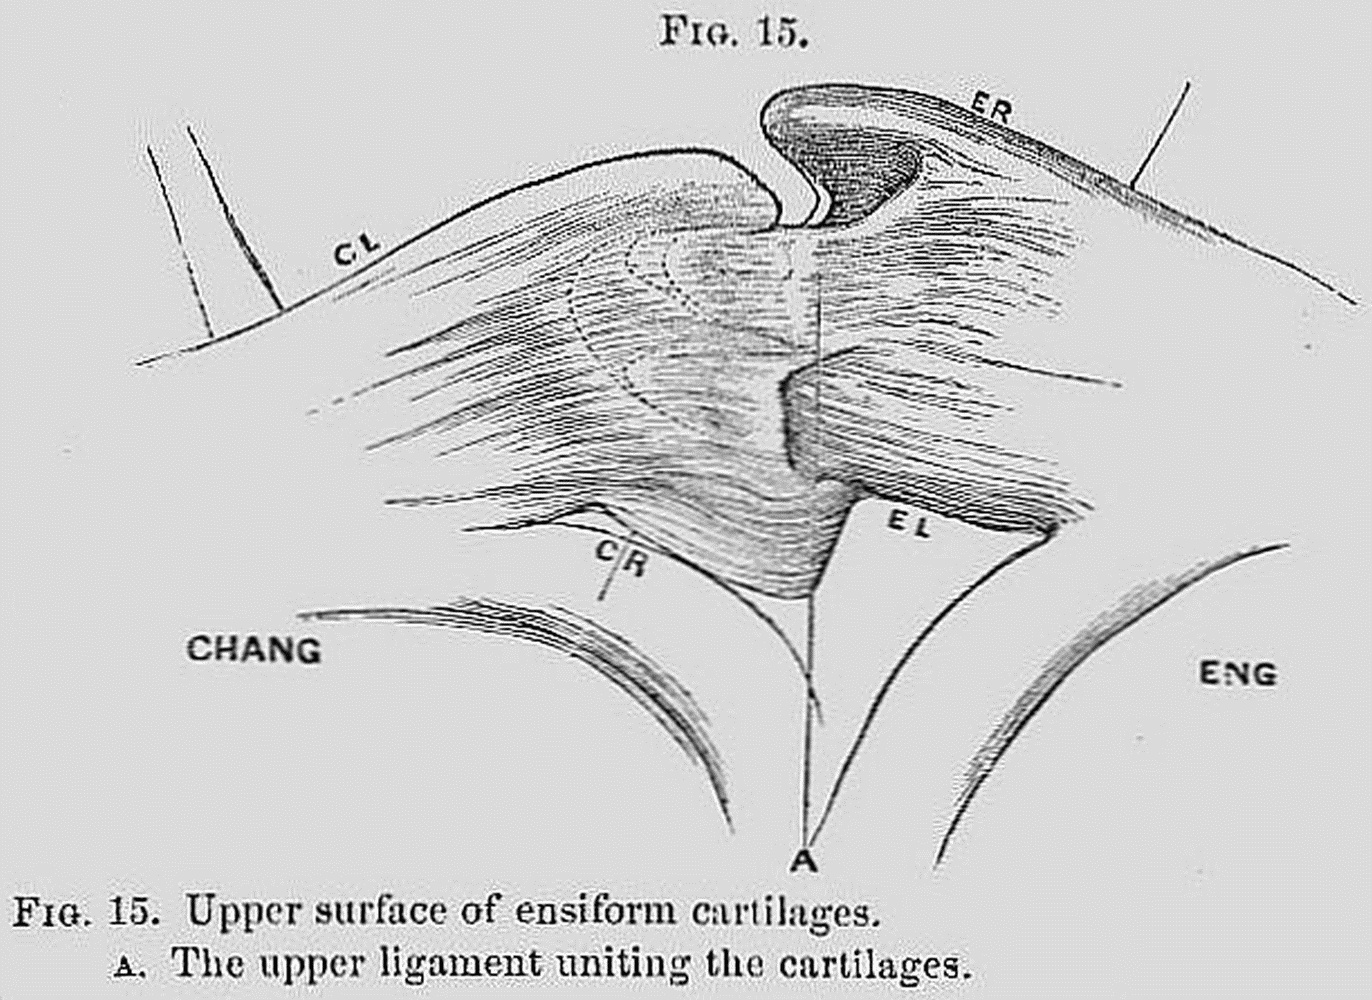 FIG. 15.
ER
CL
EL
CR
CHANG
ENG
A
FIG. 15. Upper surface of ensiform cartilages.
A. The upper ligament uniting the cartilages.